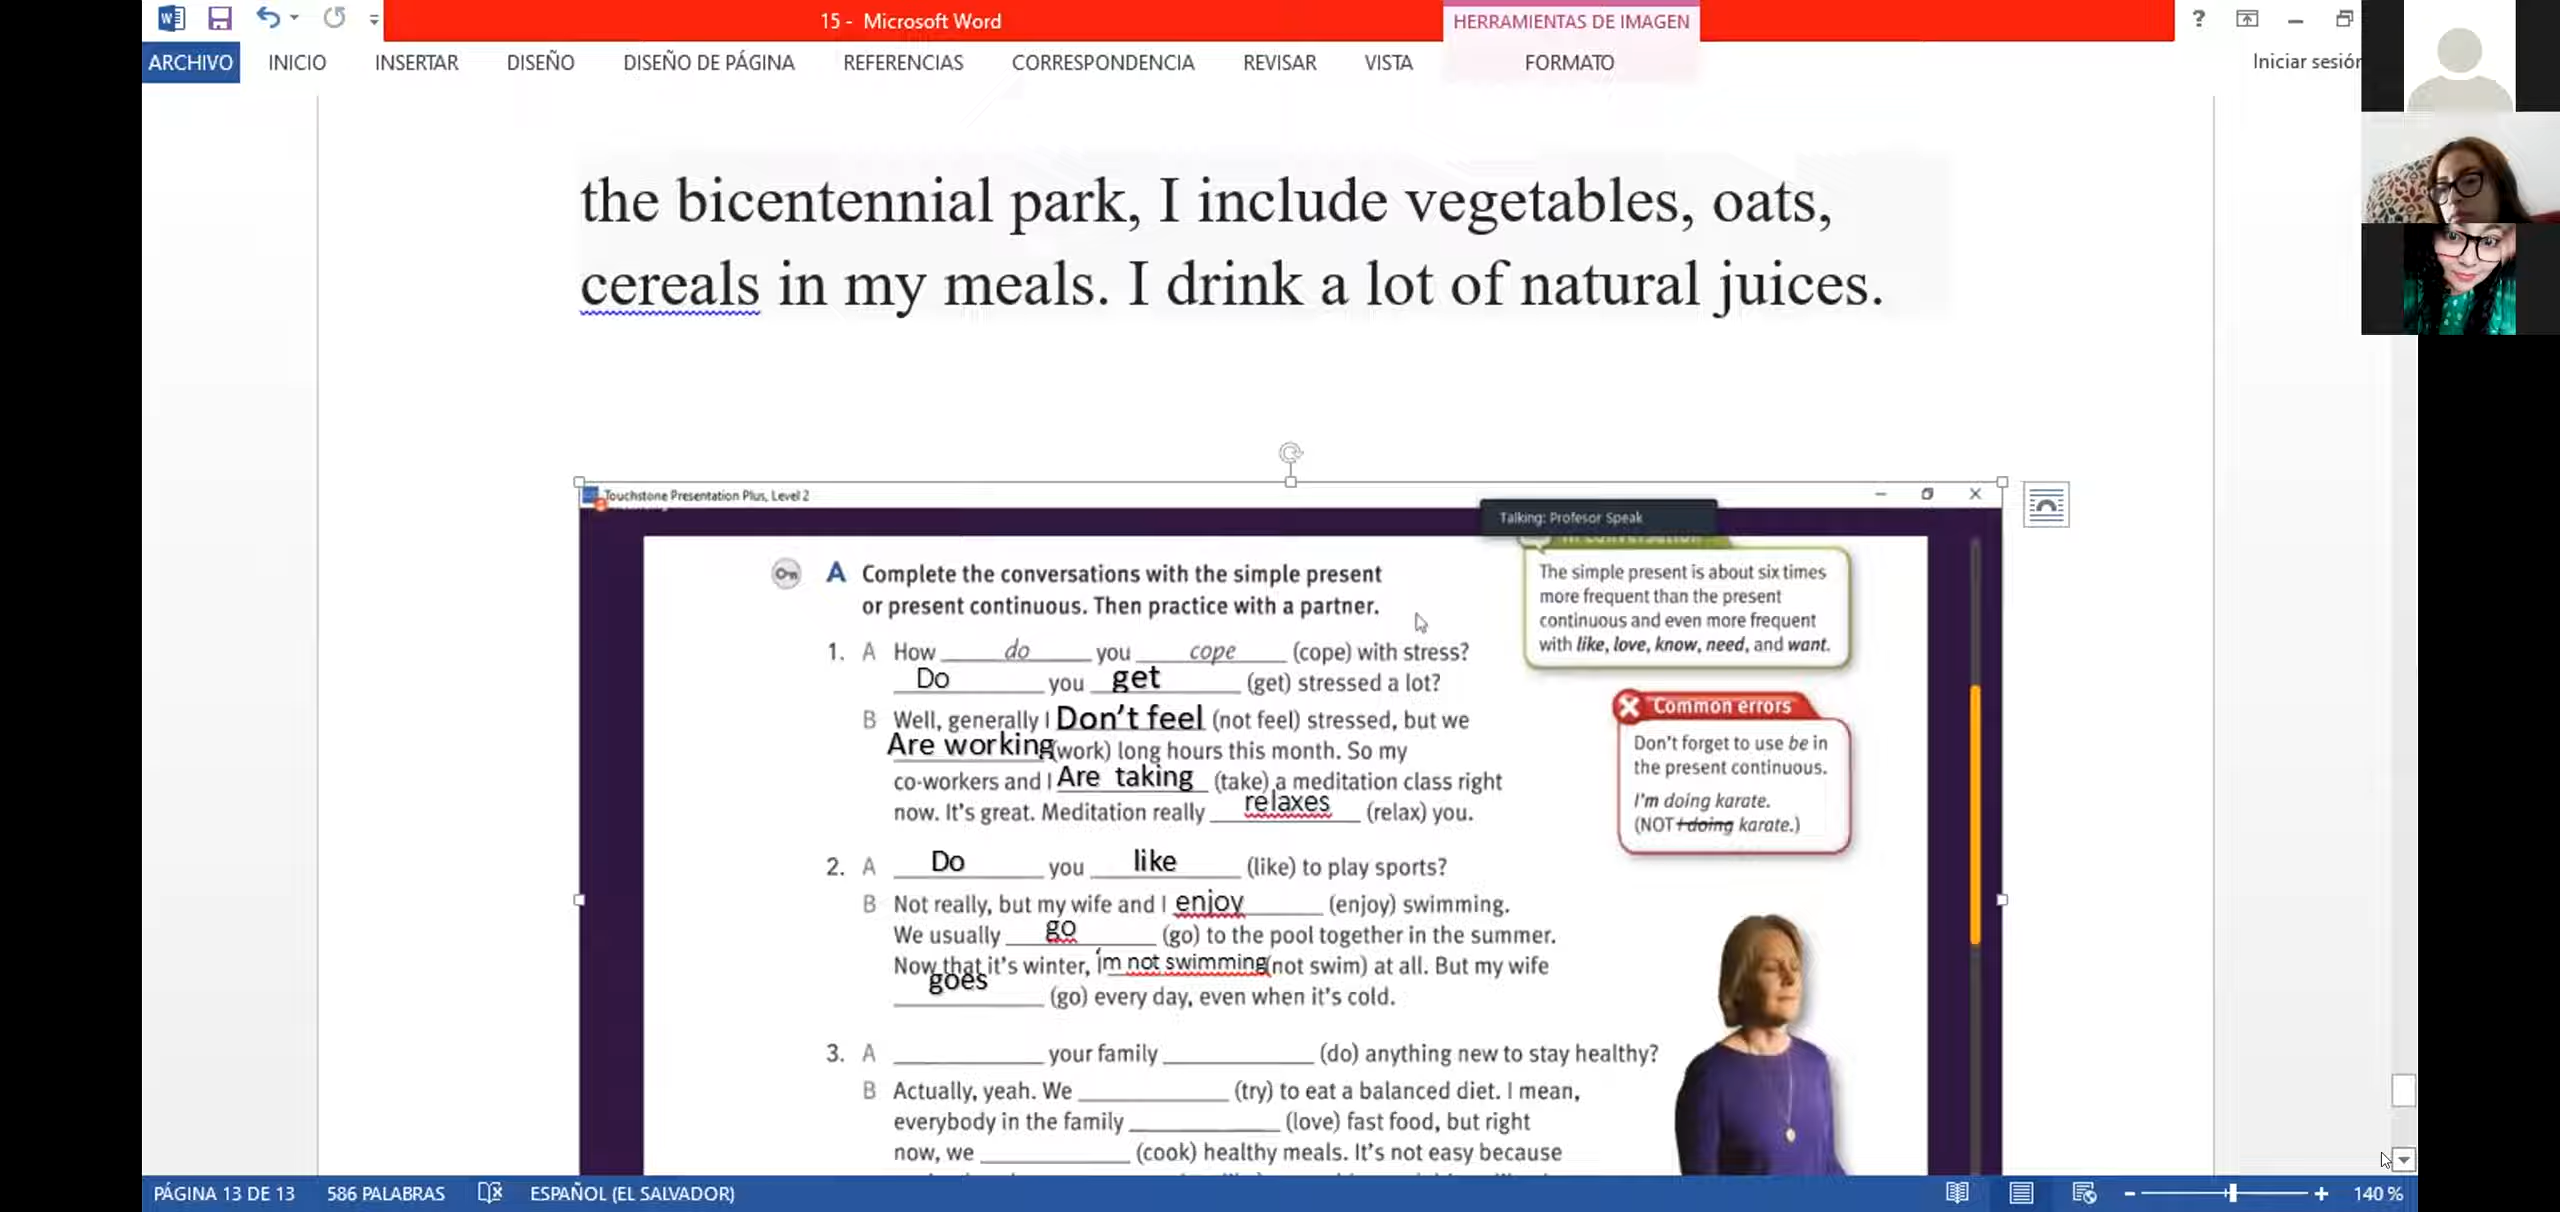 15 - Microsoft Word
HERRAMIENTAS DE IMAGEN
?
ARCHIVO INICIO INSERTAR DISEÑO DISEÑO DE PÁGINA REFERENCIAS CORRESPONDENCIA REVISAR VISTA FORMATO
Iniciar sesión
the bicentennial park, I include vegetables, oats,
cereals in my meals. I drink a lot of natural juices.
Touchstone Presentation Plus, Level 2
Talking: Profesor Speak
A Complete the conversations with the simple present
or present continuous. Then practice with a partner.
In conversation
The simple present is about six times
more frequent than the present
continuous and even more frequent
with like, love, know, need, and want.
1. A How do you cope (cope) with stress?
Do you get (get) stressed a lot?
B Well, generally I Don't feel (not feel) stressed, but we
Are working (work) long hours this month. So my
co-workers and I Are taking (take) a meditation class right
now. It's great. Meditation really relaxes (relax) you.
Common errors
Don't forget to use be in
the present continuous.
I'm doing karate.
(NOT I doing karate.)
2. A Do you like (like) to play sports?
B Not really, but my wife and I enjoy (enjoy) swimming.
We usually go (go) to the pool together in the summer.
Now that it's winter, I'm not swimming (not swim) at all. But my wife
goes (go) every day, even when it's cold.
3. A ____________ your family ____________ (do) anything new to stay healthy?
B Actually, yeah. We ____________ (try) to eat a balanced diet. I mean,
everybody in the family ____________ (love) fast food, but right
now, we ____________ (cook) healthy meals. It's not easy because
PÁGINA 13 DE 13 586 PALABRAS ESPAÑOL (EL SALVADOR) 140 %